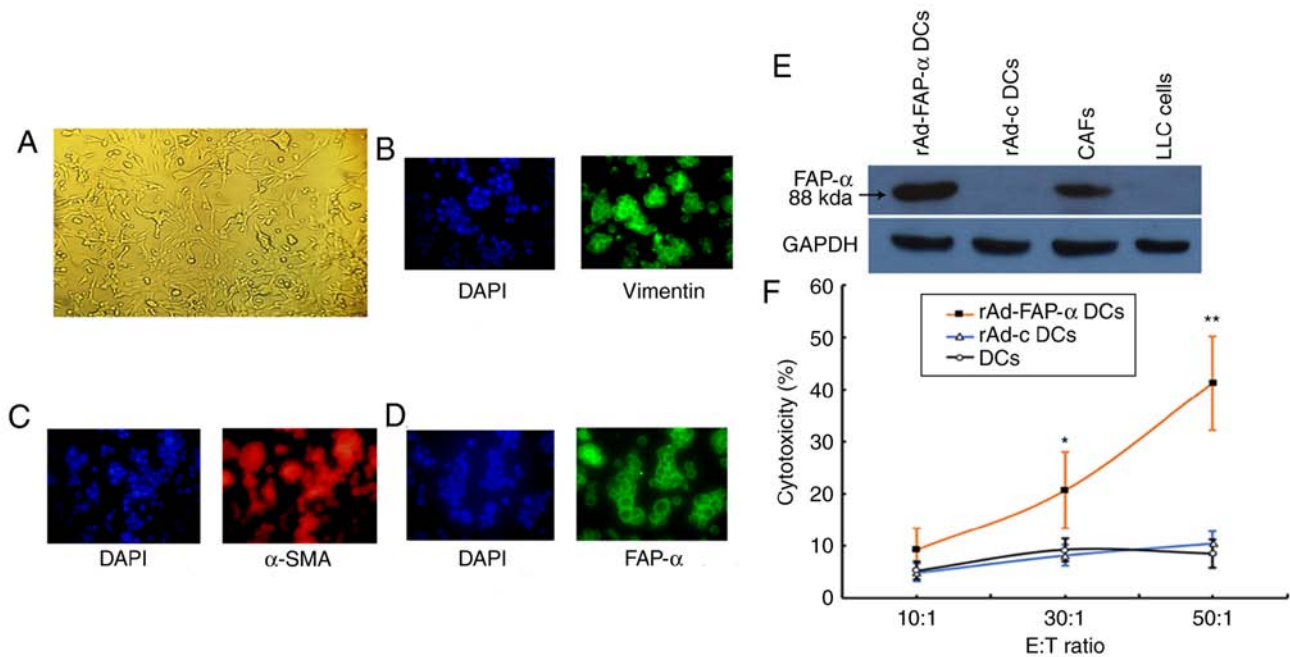 A
B
DAPI
Vimentin
C
DAPI
α-SMA
D
DAPI
FAP-α
E
rAd-FAP-α DCs
rAd-c DCs
CAFs
LLC cells
FAP-α
88 kda
GAPDH
F
60
50
40
30
20
10
0
Cytotoxicity (%)
rAd-FAP-α DCs
rAd-c DCs
DCs
*
**
10:1
30:1
50:1
E:T ratio